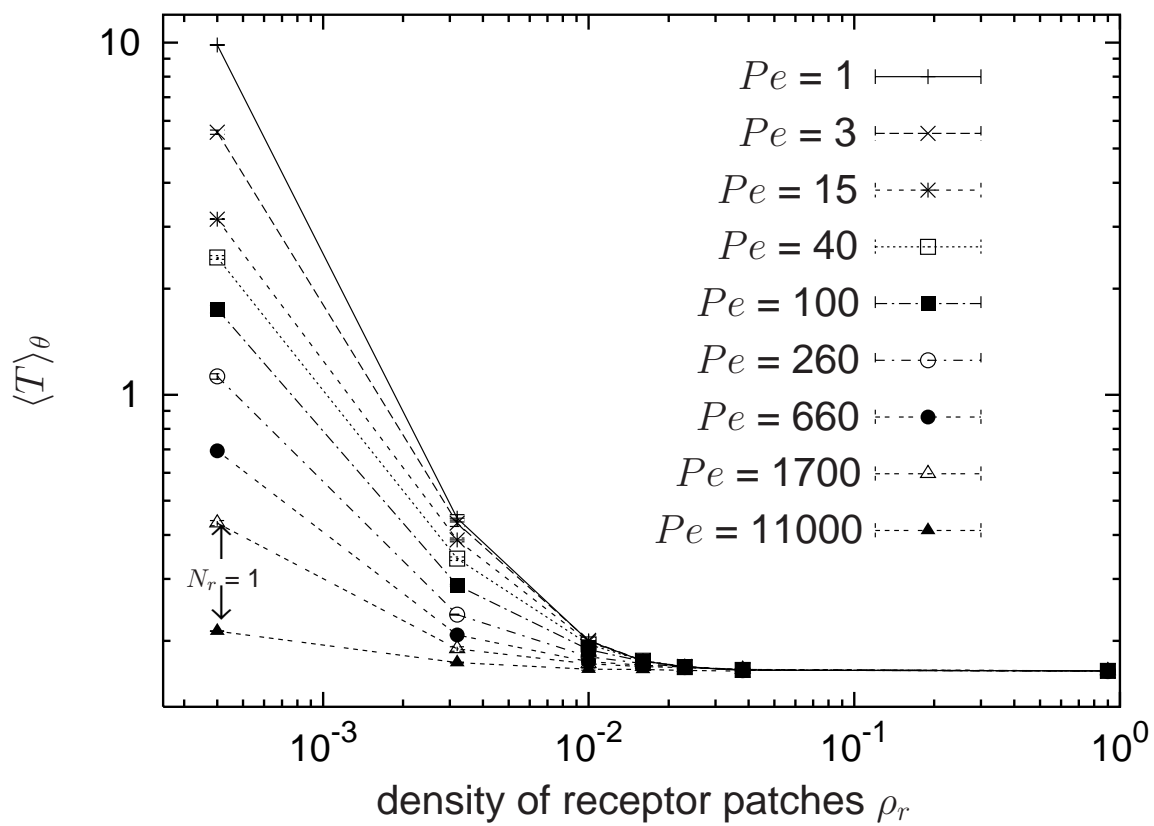 10
1
⟨T⟩θ
Pe = 1
Pe = 3
Pe = 15
Pe = 40
Pe = 100
Pe = 260
Pe = 660
Pe = 1700
Pe = 11000
Nᵣ = 1
10⁻³ 10⁻² 10⁻¹ 10⁰
density of receptor patches ρᵣ